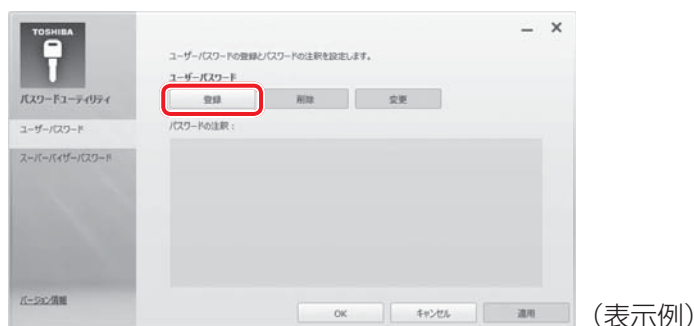 TOSHIBA
パスワードユーティリティ
ユーザーパスワード
スーパーバイザーパスワード
バージョン情報
ユーザーパスワードの登録とパスワードの注釈を設定します。
ユーザーパスワード
登録 削除 変更
パスワードの注釈：
OK キャンセル 適用
（表示例）